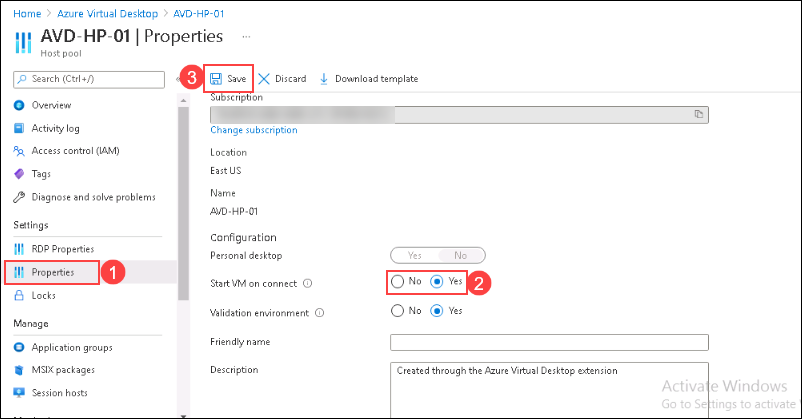 Home > Azure Virtual Desktop > AVD-HP-01
AVD-HP-01 | Properties ...
Host pool
Search (Ctrl+/)
«
3
Save
Discard
Download template
Overview
Activity log
Access control (IAM)
Tags
Diagnose and solve problems
Settings
RDP Properties
Properties
1
Locks
Manage
Application groups
MSIX packages
Session hosts
Subscription
Change subscription
Location
East US
Name
AVD-HP-01
Configuration
Personal desktop Yes No
Start VM on connect No Yes 2
Validation environment No Yes
Friendly name
Description Created through the Azure Virtual Desktop extension
Activate Windows
Go to Settings to activate